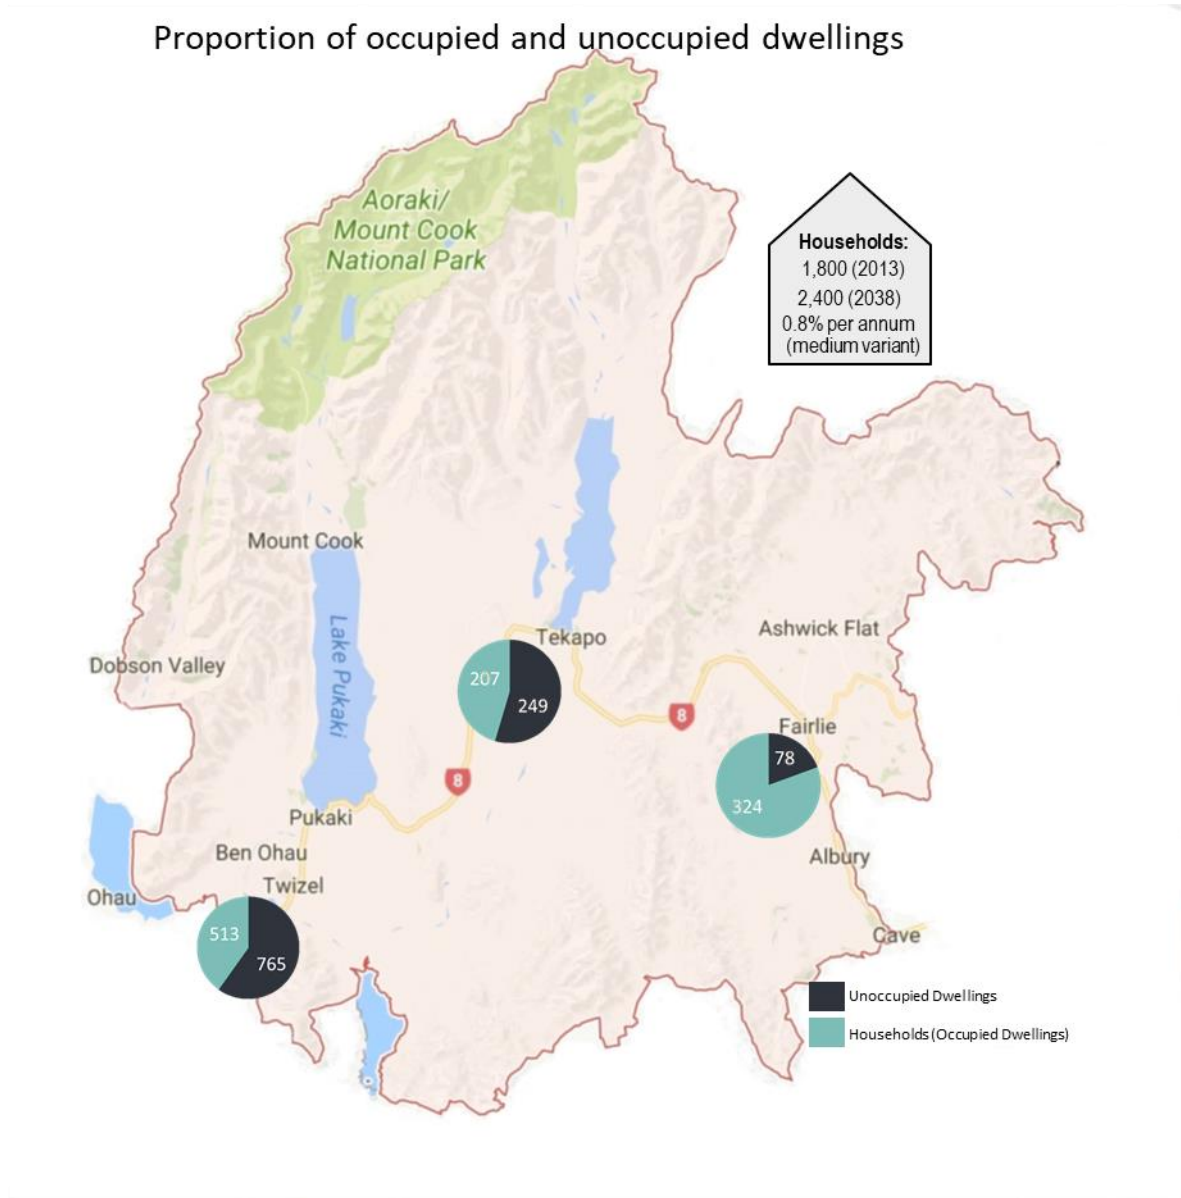 Proportion of occupied and unoccupied dwellings
Aoraki/
Mount Cook
National Park
Households:
1,800 (2013)
2,400 (2038)
0.8% per annum
(medium variant)
Mount Cook
Lake Pukaki
Dobson Valley
Tekapo
Ashwick Flat
207
249
8
Fairlie
78
324
8
Pukaki
Ben Ohau
Twizel
Albury
Ohau
513
765
Cave
Unoccupied Dwellings
Households (Occupied Dwellings)